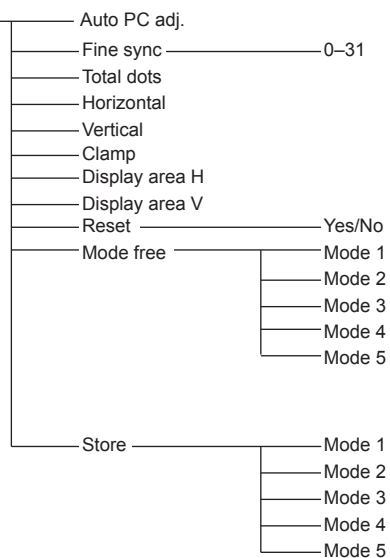 Auto PC adj.
Fine sync 0–31
Total dots
Horizontal
Vertical
Clamp
Display area H
Display area V
Reset Yes/No
Mode free Mode 1
Mode 2
Mode 3
Mode 4
Mode 5
Store Mode 1
Mode 2
Mode 3
Mode 4
Mode 5